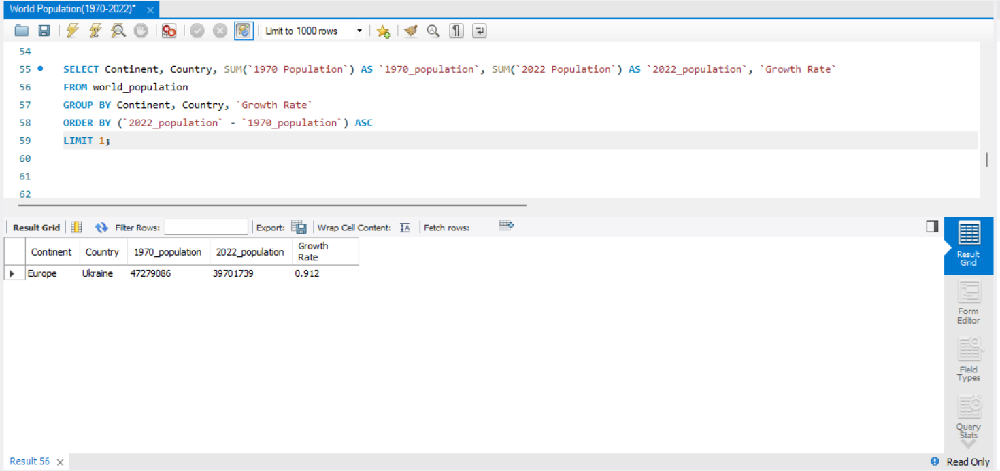 World Population(1970-2022)* ×
Limit to 1000 rows
54
55 SELECT Continent, Country, SUM(`1970 Population`) AS `1970_population`, SUM(`2022 Population`) AS `2022_population`, `Growth Rate`
56 FROM world_population
57 GROUP BY Continent, Country, `Growth Rate`
58 ORDER BY (`2022_population` - `1970_population`) ASC
59 LIMIT 1;
60
61
62
Result Grid Filter Rows: Export: Wrap Cell Content: IA Fetch rows:
Continent Country 1970_population 2022_population Growth Rate
Europe Ukraine 47279086 39701739 0.912
Result Grid
Form Editor
Field Types
Query Stats
Result 56 × Read Only